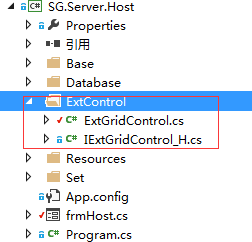 SG.Server.Host
Properties
引用
Base
Database
ExtControl
ExtGridControl.cs
IExtGridControl_H.cs
Resources
Set
App.config
frmHost.cs
Program.cs